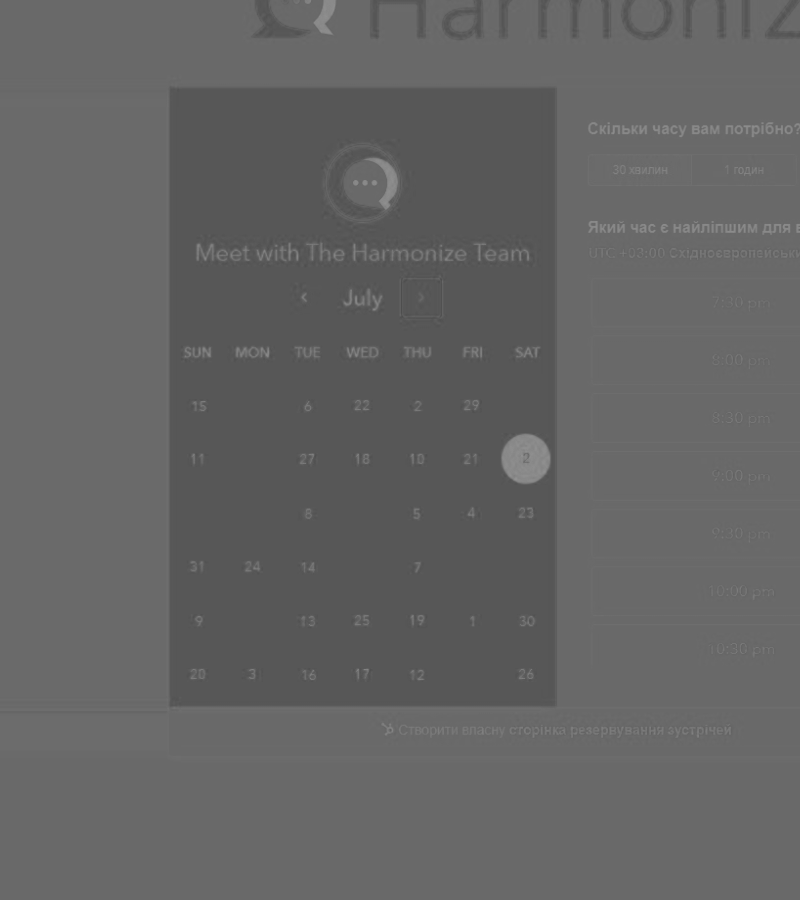 Harmoniz
Скільки часу вам потрібно?
30 хвилин 1 годин
Meet with The Harmonize Team
Який час є найліпшим для в
UTC +03:00 Східноєвропейськи
July
7:30 pm
SUN MON TUE WED THU FRI SAT
8:00 pm
15 6 22 2 29
8:30 pm
11 27 18 10 21 2
9:00 pm
8 5 4 23
9:30 pm
31 24 14 7
10:00 pm
9 13 25 19 1 30
10:30 pm
20 3 16 17 12 26
Створити власну сторінка резервування зустрічей